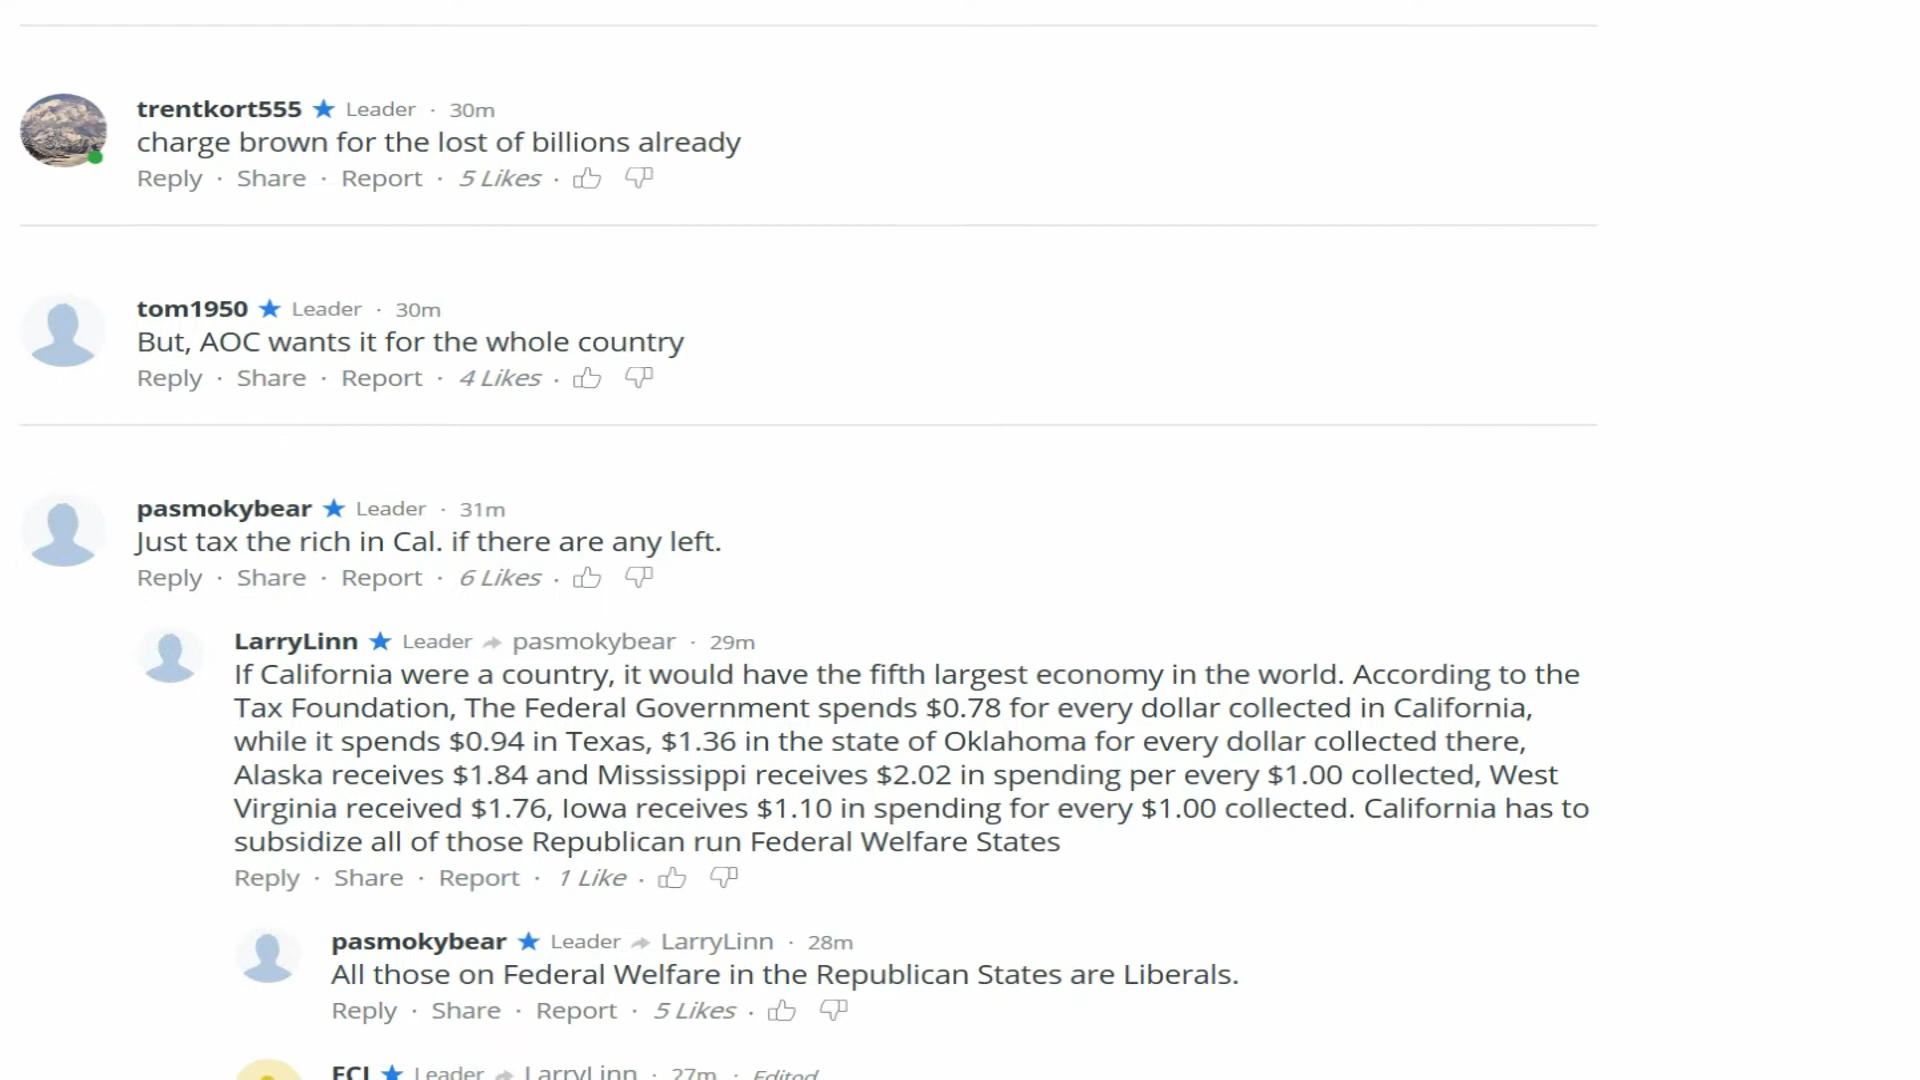 trentkort555 ★ Leader · 30m
charge brown for the lost of billions already
Reply · Share · Report · 5 Likes ·
tom1950 ★ Leader · 30m
But, AOC wants it for the whole country
Reply · Share · Report · 4 Likes ·
pasmokybear ★ Leader · 31m
Just tax the rich in Cal. if there are any left.
Reply · Share · Report · 6 Likes ·
LarryLinn ★ Leader pasmokybear · 29m
If California were a country, it would have the fifth largest economy in the world. According to the
Tax Foundation, The Federal Government spends $0.78 for every dollar collected in California,
while it spends $0.94 in Texas, $1.36 in the state of Oklahoma for every dollar collected there,
Alaska receives $1.84 and Mississippi receives $2.02 in spending per every $1.00 collected, West
Virginia received $1.76, Iowa receives $1.10 in spending for every $1.00 collected. California has to
subsidize all of those Republican run Federal Welfare States
Reply · Share · Report · 1 Like ·
pasmokybear ★ Leader LarryLinn · 28m
All those on Federal Welfare in the Republican States are Liberals.
Reply · Share · Report · 5 Likes ·
★ Leader LarryLinn · 27m · Edited